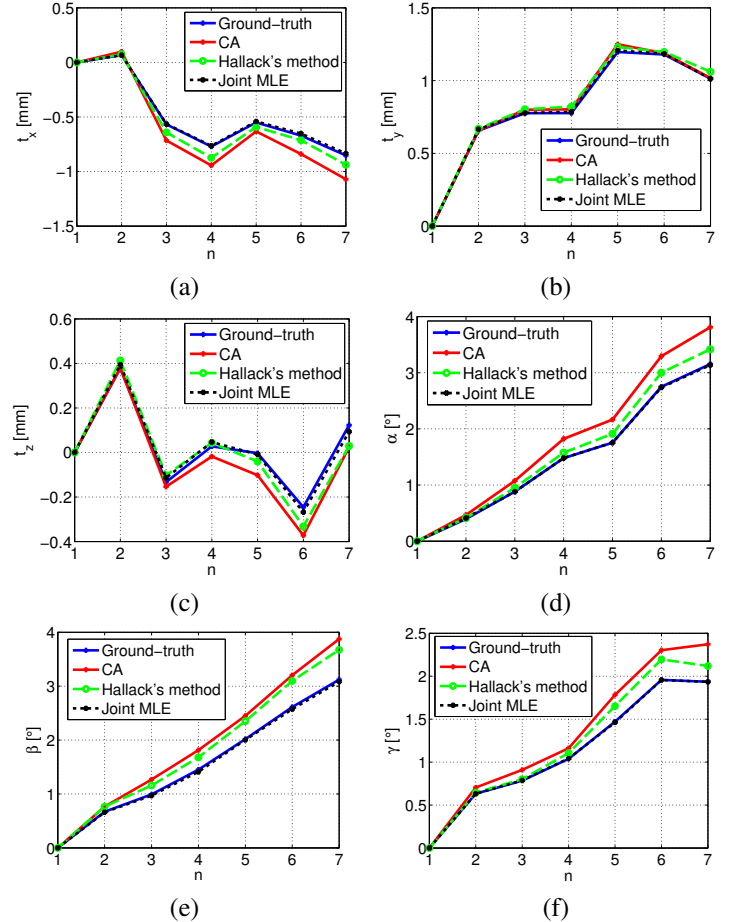 0.5
0
−0.5
−1
−1.5
t_x [mm]
1 2 3 4 5 6 7
n
Ground−truth
CA
Hallack's method
Joint MLE
(a)
1.5
1
0.5
0
t_y [mm]
1 2 3 4 5 6 7
n
Ground−truth
CA
Hallack's method
Joint MLE
(b)
0.6
0.4
0.2
0
−0.2
−0.4
t_z [mm]
1 2 3 4 5 6 7
n
Ground−truth
CA
Hallack's method
Joint MLE
(c)
4
3
2
1
0
α [°]
1 2 3 4 5 6 7
n
Ground−truth
CA
Hallack's method
Joint MLE
(d)
4
3
2
1
0
β [°]
1 2 3 4 5 6 7
n
Ground−truth
CA
Hallack's method
Joint MLE
(e)
2.5
2
1.5
1
0.5
0
γ [°]
1 2 3 4 5 6 7
n
Ground−truth
CA
Hallack's method
Joint MLE
(f)